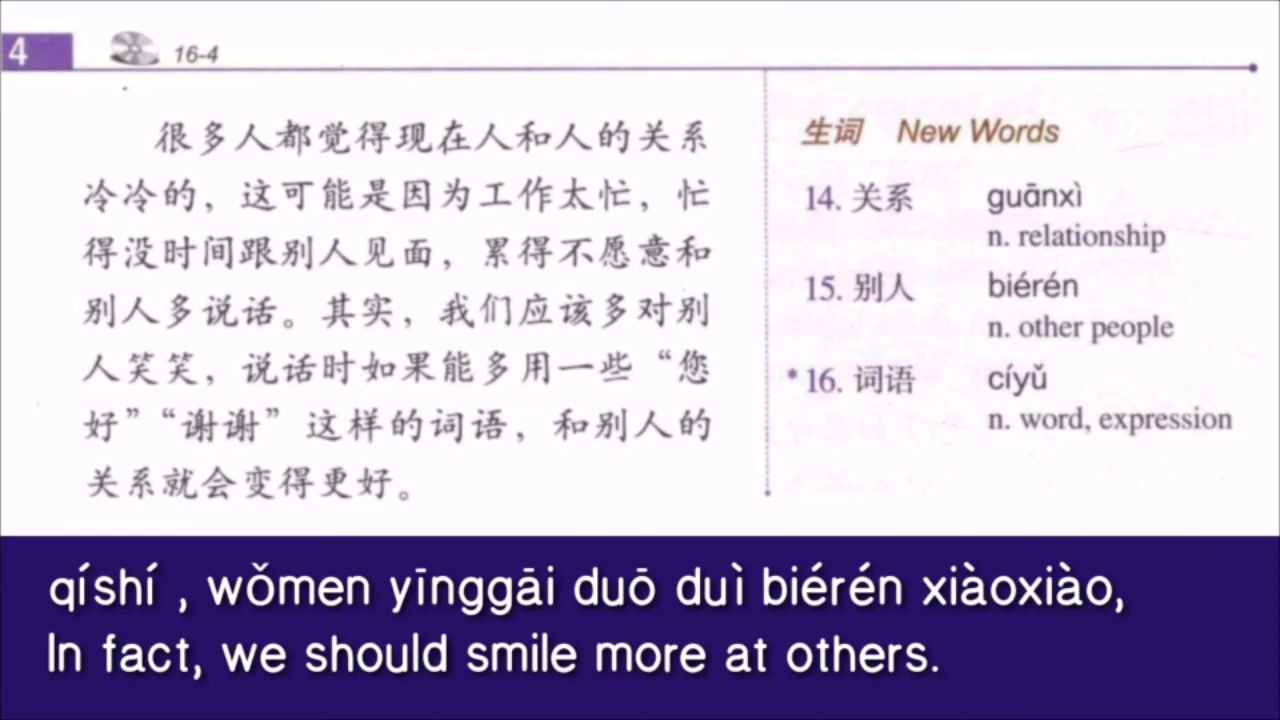 4
16-4
很多人都觉得现在人和人的关系
冷冷的，这可能是因为工作太忙，忙
得没时间跟别人见面，累得不愿意和
别人多说话。其实，我们应该多对别
人笑笑，说话时如果能多用一些“您
好”“谢谢”这样的词语，和别人的
关系就会变得更好。
生词 New Words
14. 关系 guānxì
n. relationship
15. 别人 biérén
n. other people
*16. 词语 cíyǔ
n. word, expression
qíshí , wǒmen yīnggāi duō duì biérén xiàoxiào,
In fact, we should smile more at others.